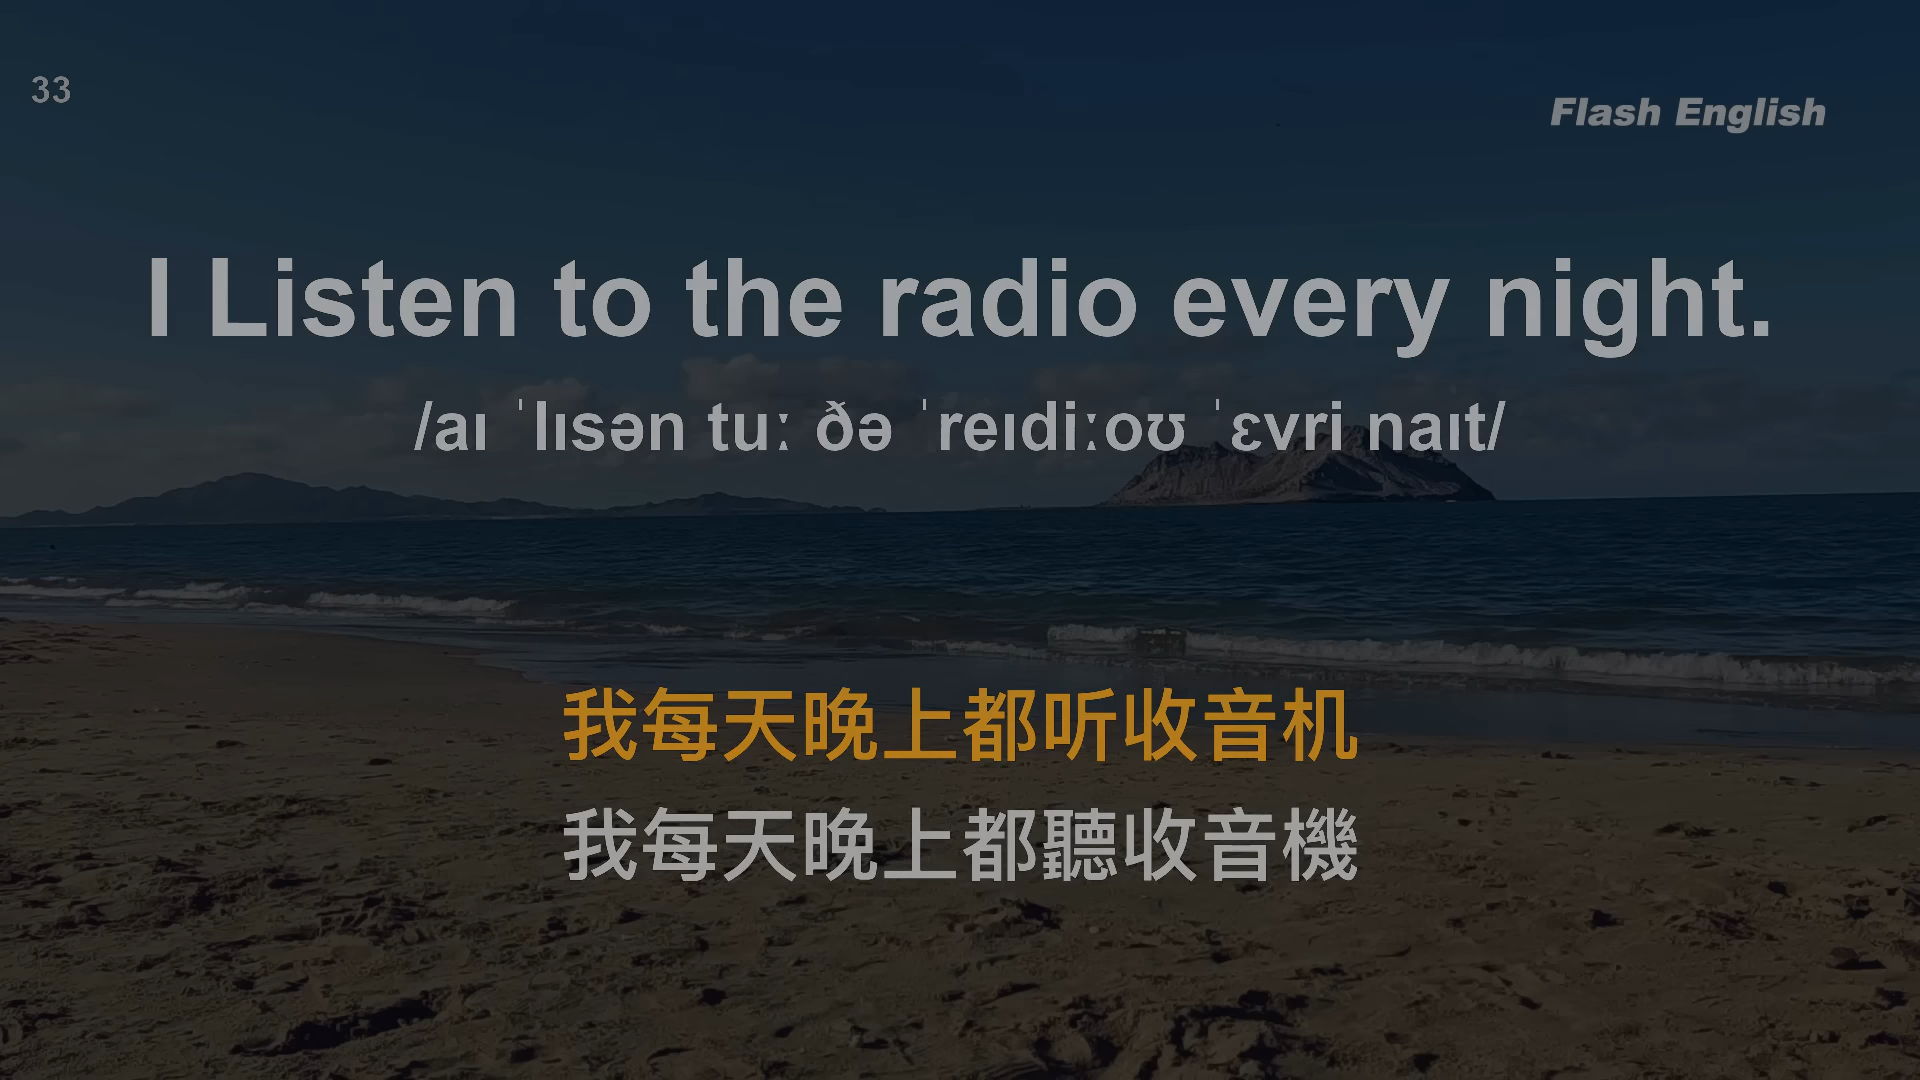 33
Flash English
I Listen to the radio every night.
/aɪ ˈlɪsən tuː ðə ˈreɪdiːoʊ ˈɛvri naɪt/
我每天晚上都听收音机
我每天晚上都聽收音機